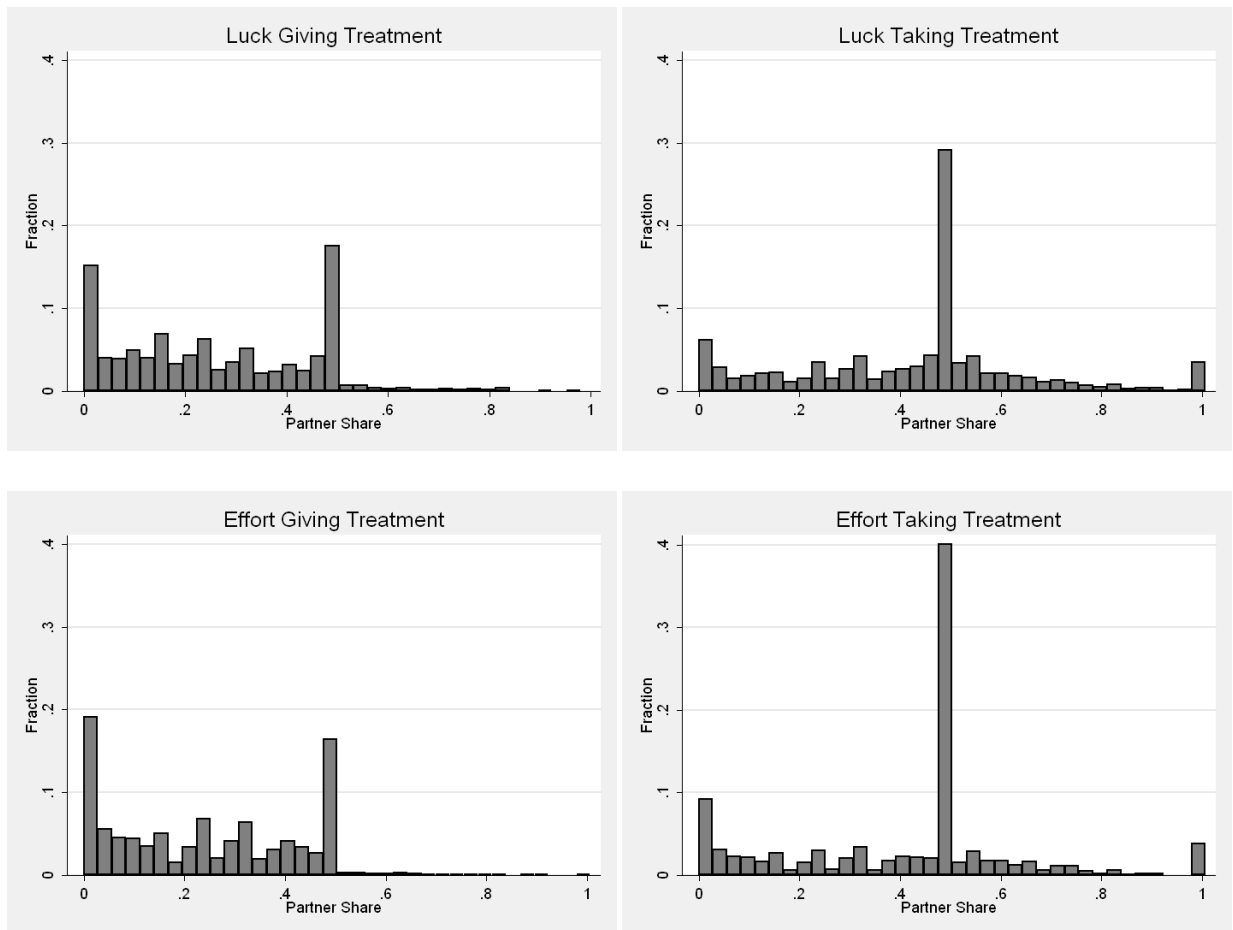 Luck Giving Treatment
Fraction
.4
.3
.2
.1
0
0 .2 .4 .6 .8 1
Partner Share
Luck Taking Treatment
Fraction
.4
.3
.2
.1
0
0 .2 .4 .6 .8 1
Partner Share
Effort Giving Treatment
Fraction
.4
.3
.2
.1
0
0 .2 .4 .6 .8 1
Partner Share
Effort Taking Treatment
Fraction
.4
.3
.2
.1
0
0 .2 .4 .6 .8 1
Partner Share